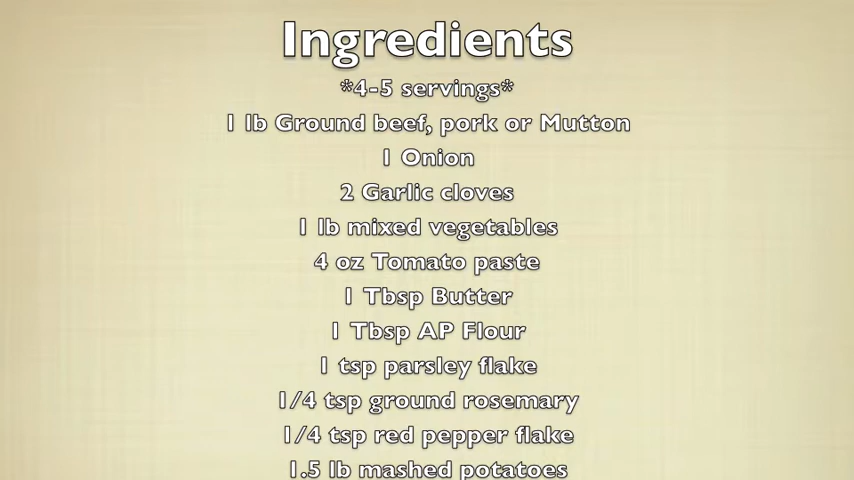 Ingredients
*4-5 servings*
1 lb Ground beef, pork or Mutton
1 Onion
2 Garlic cloves
1 lb mixed vegetables
4 oz Tomato paste
1 Tbsp Butter
1 Tbsp AP Flour
1 tsp parsley flake
1/4 tsp ground rosemary
1/4 tsp red pepper flake
1.5 lb mashed potatoes